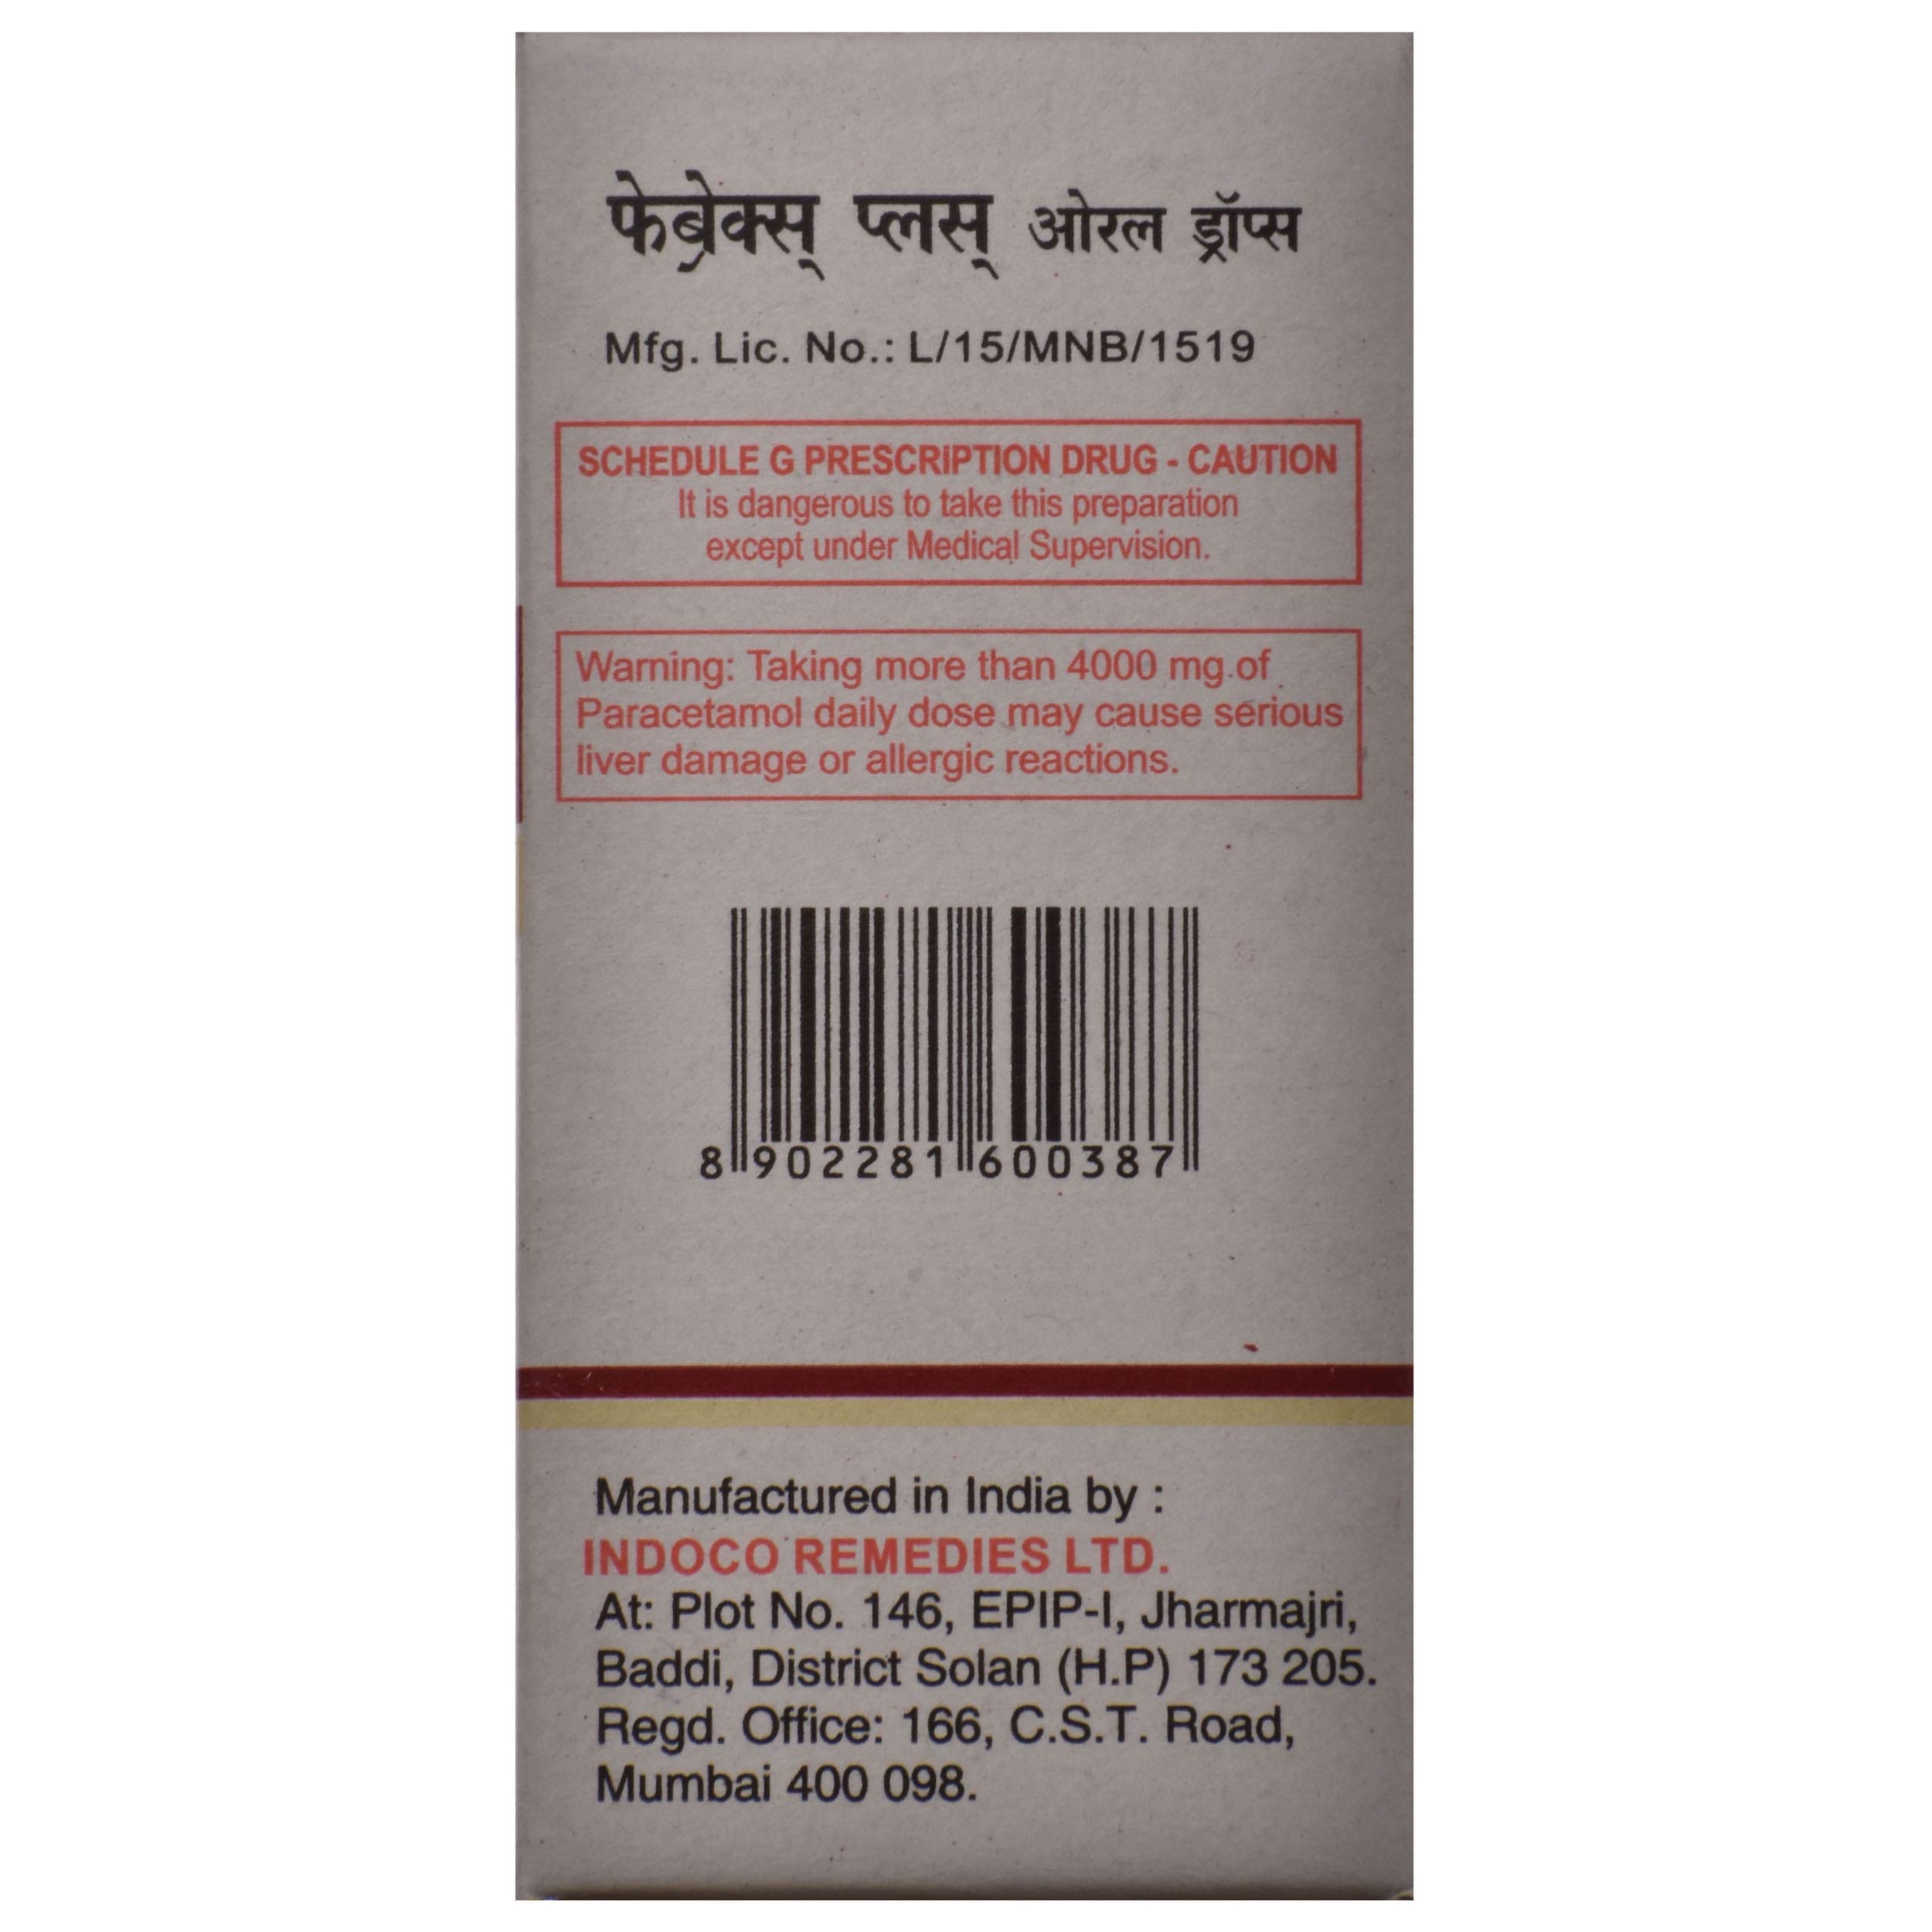 फेब्रेक्स् प्लस् ओरल ड्रॉप्स
Mfg. Lic. No.: L/15/MNB/1519
SCHEDULE G PRESCRIPTION DRUG - CAUTION
It is dangerous to take this preparation
except under Medical Supervision.
Warning: Taking more than 4000 mg of
Paracetamol daily dose may cause serious
liver damage or allergic reactions.
8 902281 600387
Manufactured in India by :
INDOCO REMEDIES LTD.
At: Plot No. 146, EPIP-I, Jharmajri,
Baddi, District Solan (H.P) 173 205.
Regd. Office: 166, C.S.T. Road,
Mumbai 400 098.